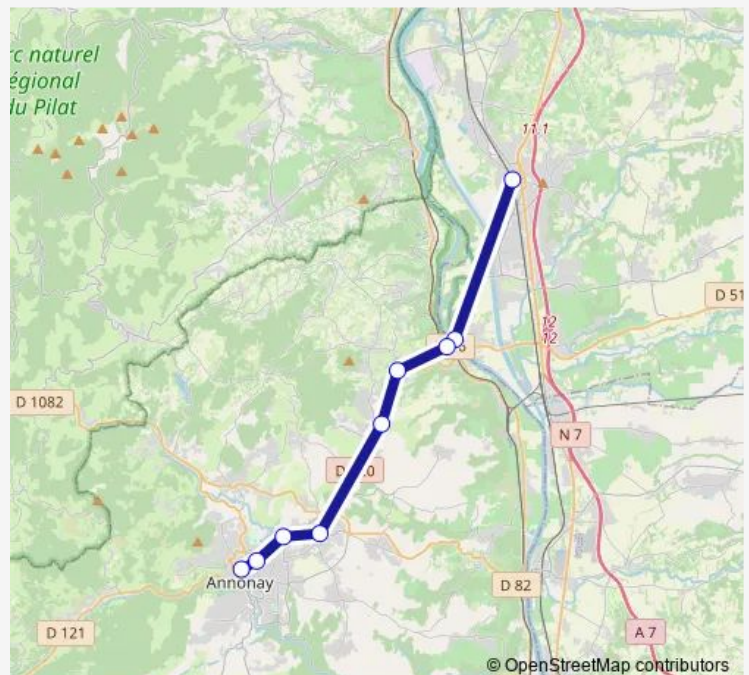 rc naturel
égional
du Pilat
11.1
D 51
12
12
D 1082
N 7
Annonay
D 82
D 121
A 7
© OpenStreetMap contributors